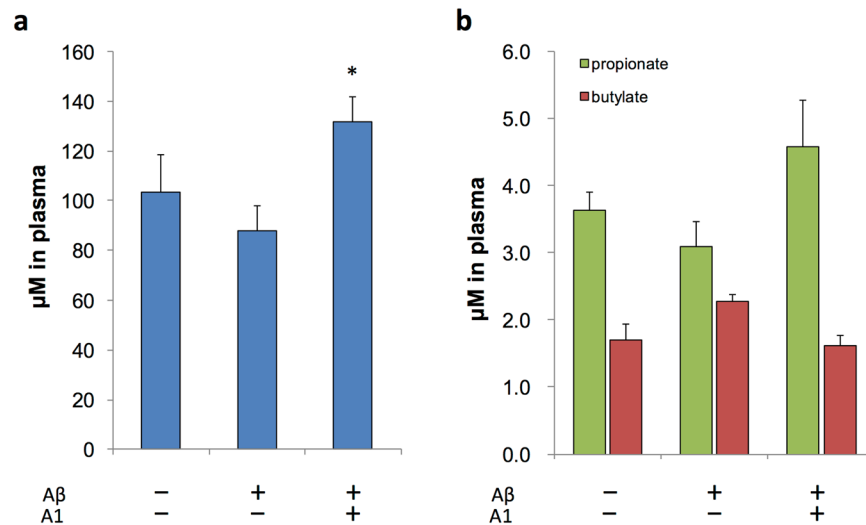 a
160
140
120
100
80
60
40
20
0
µM in plasma
*
Aβ − + +
A1 − − +
b
6.0
5.0
4.0
3.0
2.0
1.0
0.0
µM in plasma
propionate
butylate
Aβ − + +
A1 − − +